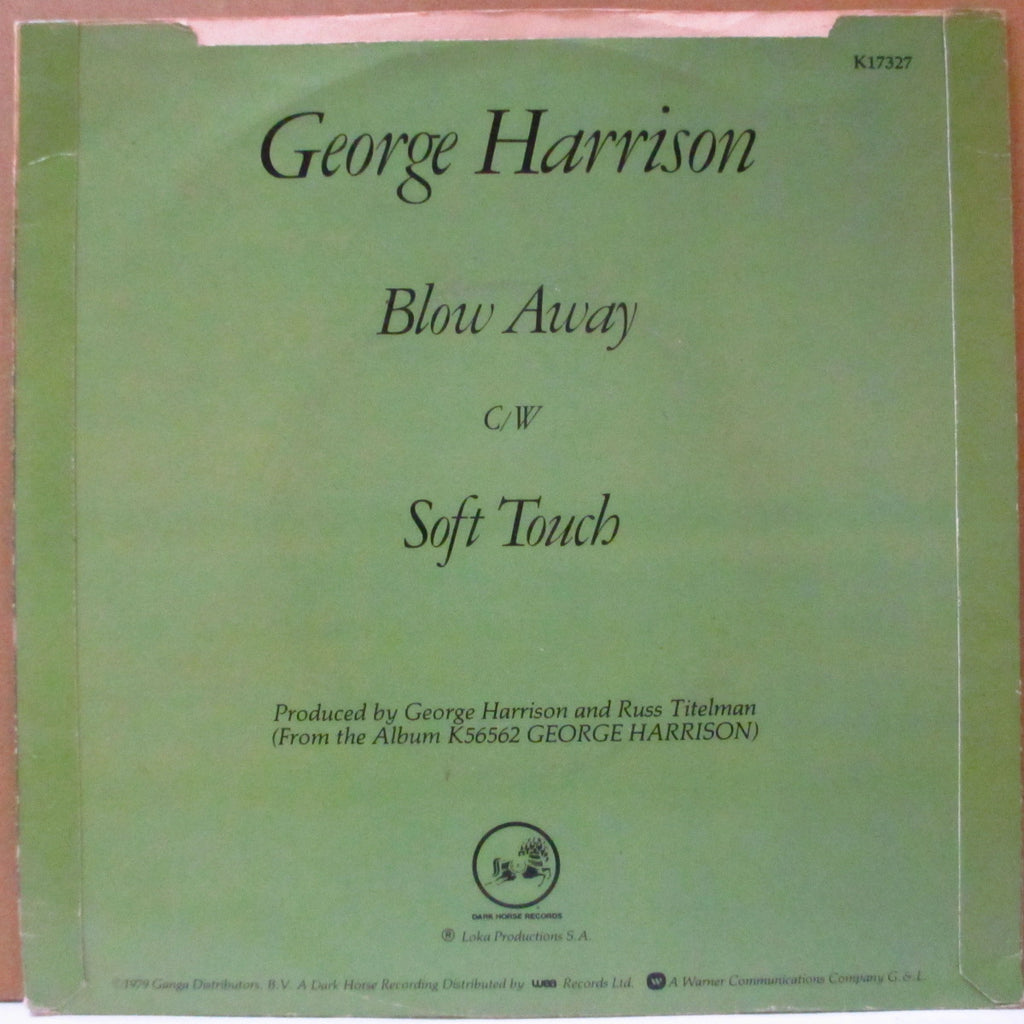 K17327
George Harrison
Blow Away
C/W
Soft Touch
Produced by George Harrison and Russ Titelman
(From the Album K56562 GEORGE HARRISON)
DARK HORSE RECORDS
℗ Loka Productions S.A.
© 1979 Ganga Distributors. B.V. A Dark Horse Recording Distributed by wea Records Ltd. W A Warner Communications Company G. & L.